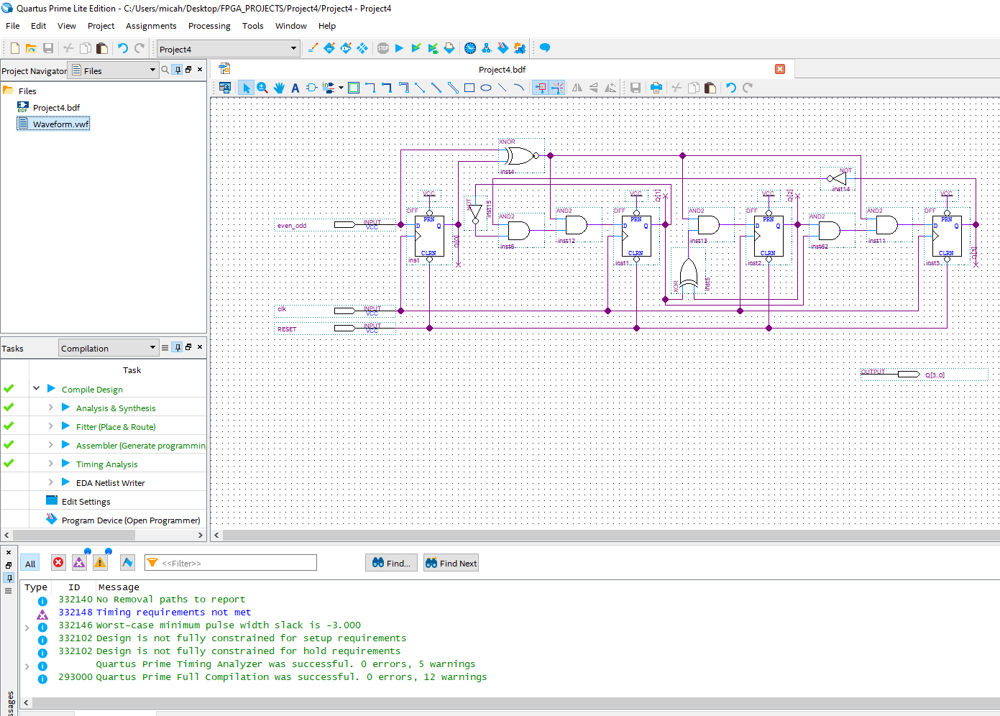 Quartus Prime Lite Edition - C:/Users/micah/Desktop/FPGA_PROJECTS/Project4/Project4 - Project4
File Edit View Project Assignments Processing Tools Window Help
Project4
STOP
Project Navigator Files
Files
BDF Project4.bdf
Waveform.vwf
Project4.bdf
A
XNOR
inst4
NOT
inst14
VCC
VCC
VCC
VCC
Q[1]
Q[2]
DFF
PRN
D Q
CLRN
inst
NOT
inst15
AND2
inst6
AND2
inst12
DFF
PRN
D Q
CLRN
inst1
AND2
inst13
DFF
PRN
D Q
CLRN
inst2
AND2
inst62
AND2
inst11
DFF
PRN
D Q
CLRN
inst3
even_odd INPUT
VCC
Q[0]
Q[3]
XOR
inst5
clk INPUT
VCC
RESET INPUT
VCC
OUTPUT Q[3_0]
Tasks Compilation
Task
Compile Design
Analysis & Synthesis
Fitter (Place & Route)
Assembler (Generate programmin
Timing Analysis
EDA Netlist Writer
Edit Settings
Program Device (Open Programmer)
All <<Filter>> Find... Find Next
Type ID Message
332140 No Removal paths to report
332148 Timing requirements not met
332146 Worst-case minimum pulse width slack is -3.000
332102 Design is not fully constrained for setup requirements
332102 Design is not fully constrained for hold requirements
Quartus Prime Timing Analyzer was successful. 0 errors, 5 warnings
293000 Quartus Prime Full Compilation was successful. 0 errors, 12 warnings
ssages